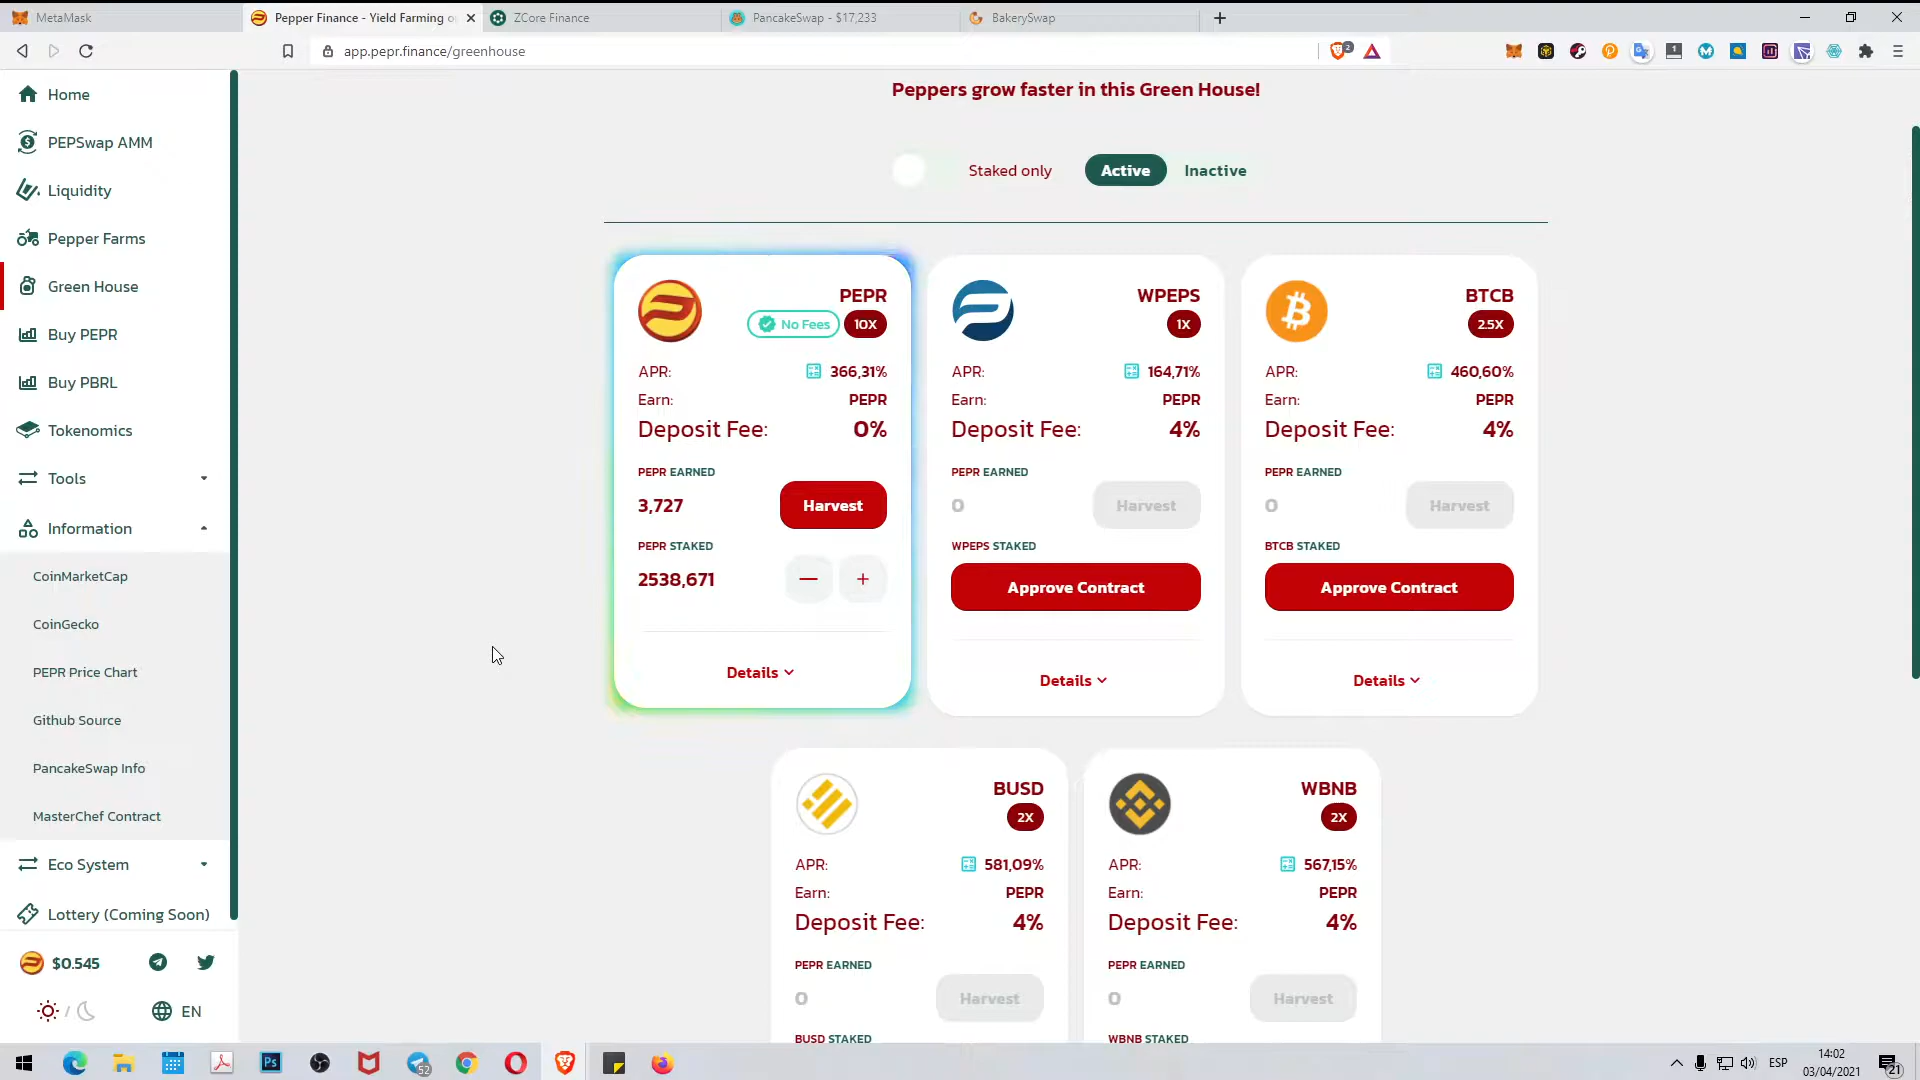 MetaMask
Pepper Finance - Yield Farming o
ZCore Finance
PancakeSwap - $17,233
BakerySwap
app.pepr.finance/greenhouse
2
1
Home
PEPSwap AMM
Liquidity
Pepper Farms
Green House
Buy PEPR
Buy PBRL
Tokenomics
Tools
Information
CoinMarketCap
CoinGecko
PEPR Price Chart
Github Source
PancakeSwap Info
MasterChef Contract
Eco System
Lottery (Coming Soon)
$0.545
/
EN
Peppers grow faster in this Green House!
Staked only
Active
Inactive
PEPR
No Fees
10X
APR:
366,31%
Earn:
PEPR
Deposit Fee:
0%
PEPR EARNED
3,727
Harvest
PEPR STAKED
2538,671
Details
WPEPS
1X
APR:
164,71%
Earn:
PEPR
Deposit Fee:
4%
PEPR EARNED
0
Harvest
WPEPS STAKED
Approve Contract
Details
BTCB
2.5X
APR:
460,60%
Earn:
PEPR
Deposit Fee:
4%
PEPR EARNED
0
Harvest
BTCB STAKED
Approve Contract
Details
BUSD
2X
APR:
581,09%
Earn:
PEPR
Deposit Fee:
4%
PEPR EARNED
0
Harvest
BUSD STAKED
WBNB
2X
APR:
567,15%
Earn:
PEPR
Deposit Fee:
4%
PEPR EARNED
0
Harvest
WBNB STAKED
Ps
52
ESP
14:02
03/04/2021
21